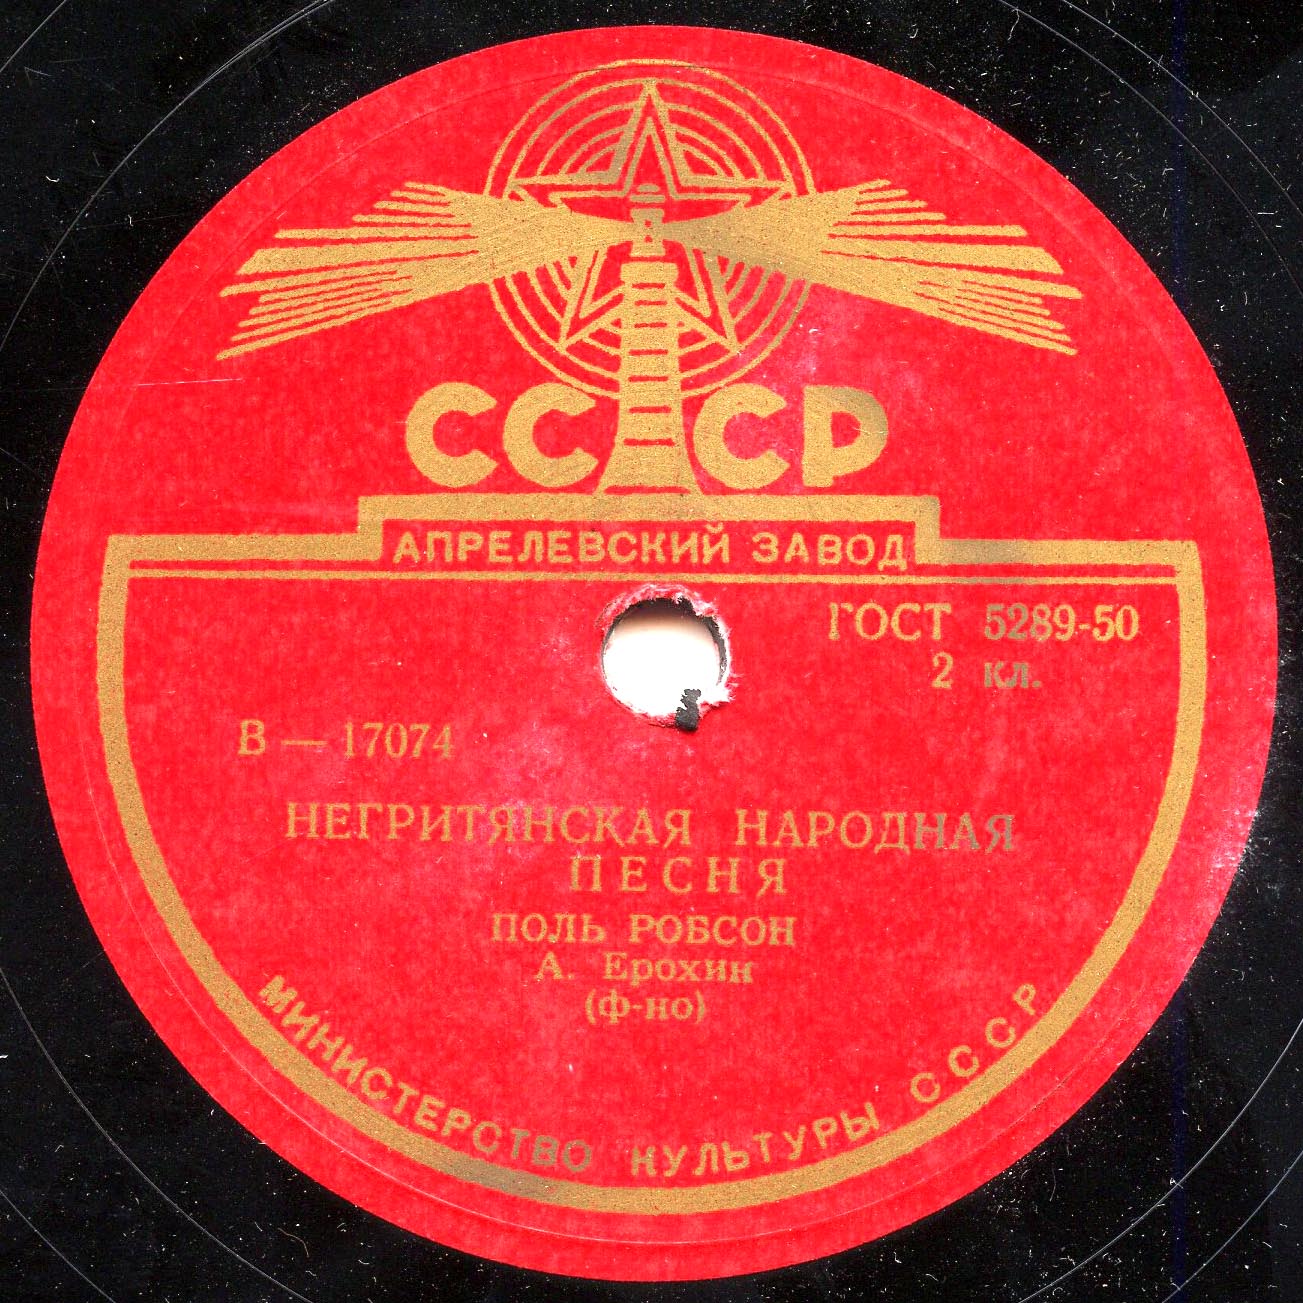 СССР
АПРЕЛЕВСКИЙ ЗАВОД
ГОСТ 5289-50
2 кл.
В — 17074
НЕГРИТЯНСКАЯ НАРОДНАЯ
ПЕСНЯ
ПОЛЬ РОБСОН
А. Ерохин
(ф-но)
МИНИСТЕРСТВО КУЛЬТУРЫ СССР